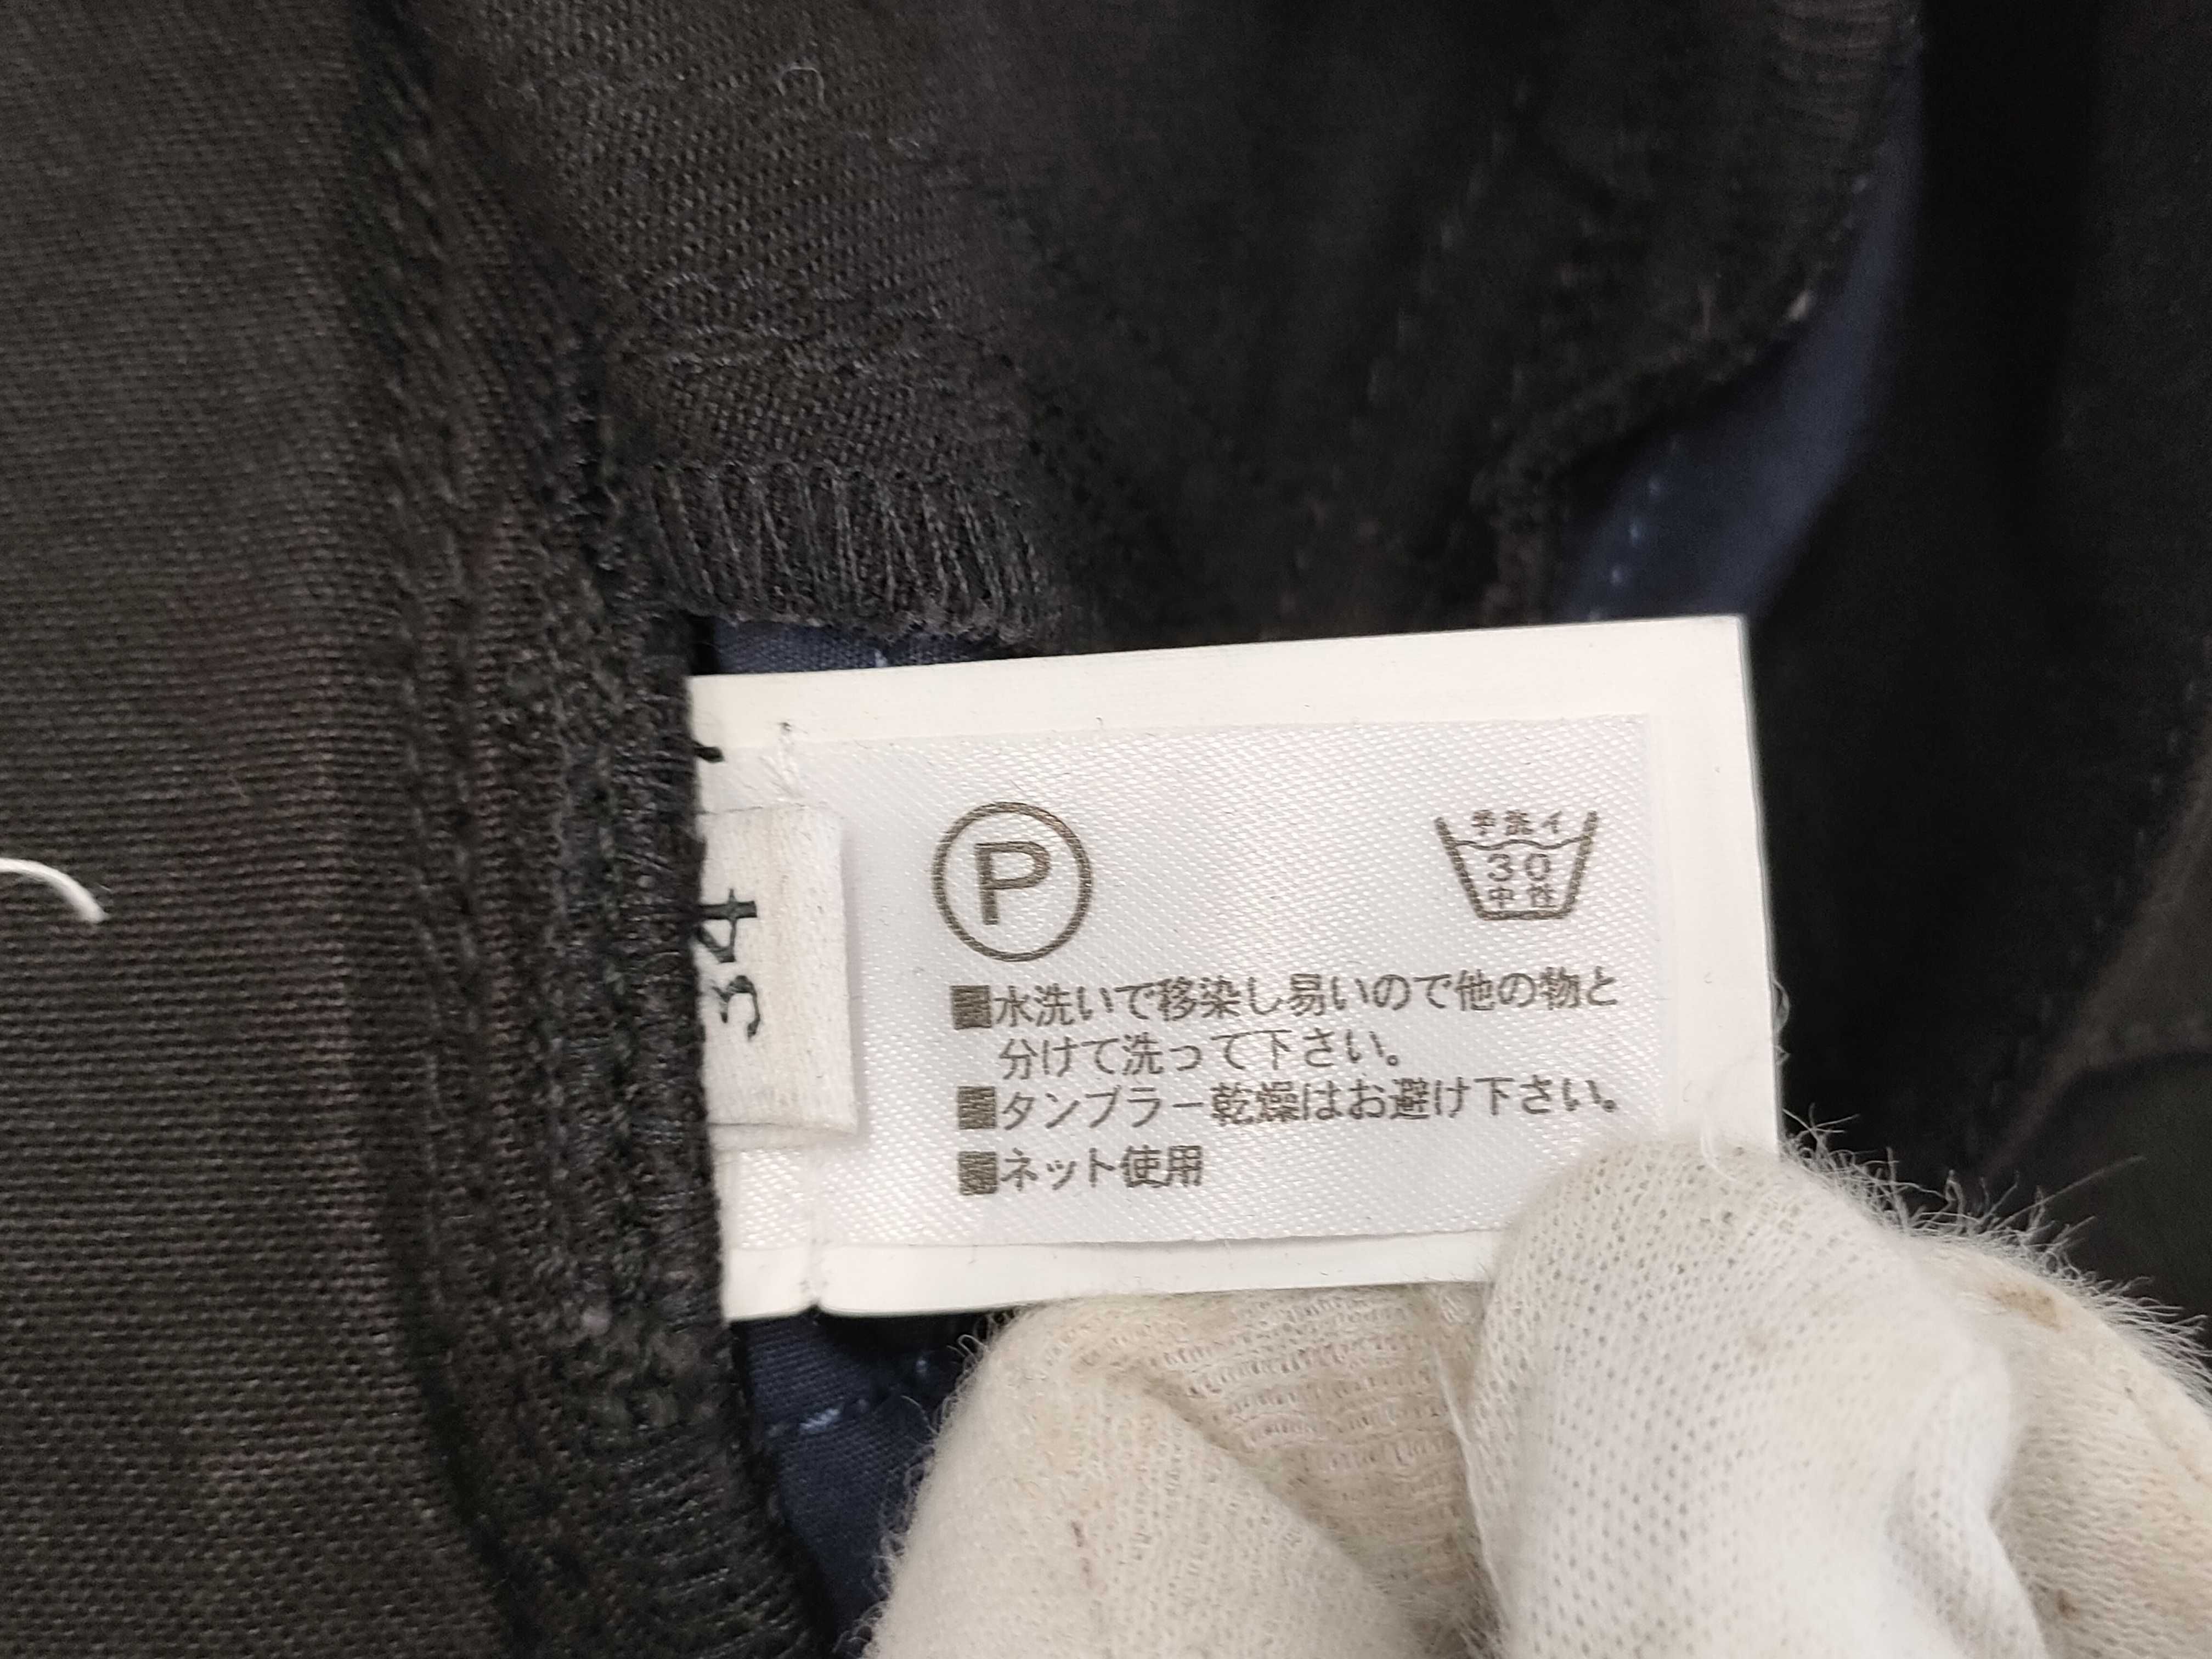 34
P
手洗イ
30
中性
■水洗いで移染し易いので他の物と
分けて洗って下さい。
■タンブラー乾燥はお避け下さい。
■ネット使用